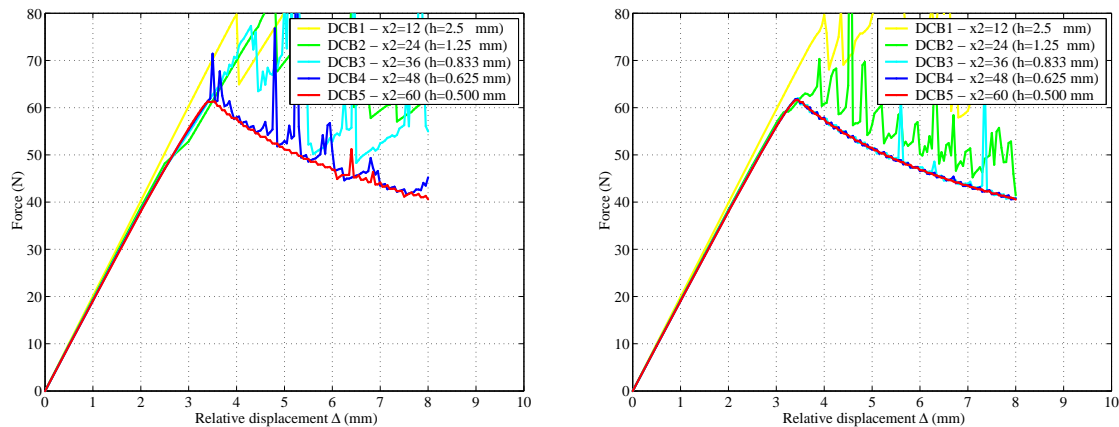 80
70
60
50
40
30
20
10
0
Force (N)
0 1 2 3 4 5 6 7 8 9 10
Relative displacement Δ (mm)
DCB1 − x2=12 (h=2.5 mm)
DCB2 − x2=24 (h=1.25 mm)
DCB3 − x2=36 (h=0.833 mm)
DCB4 − x2=48 (h=0.625 mm)
DCB5 − x2=60 (h=0.500 mm
80
70
60
50
40
30
20
10
0
Force (N)
0 1 2 3 4 5 6 7 8 9 10
Relative displacement Δ (mm)
DCB1 − x2=12 (h=2.5 mm)
DCB2 − x2=24 (h=1.25 mm)
DCB3 − x2=36 (h=0.833 mm)
DCB4 − x2=48 (h=0.625 mm)
DCB5 − x2=60 (h=0.500 mm